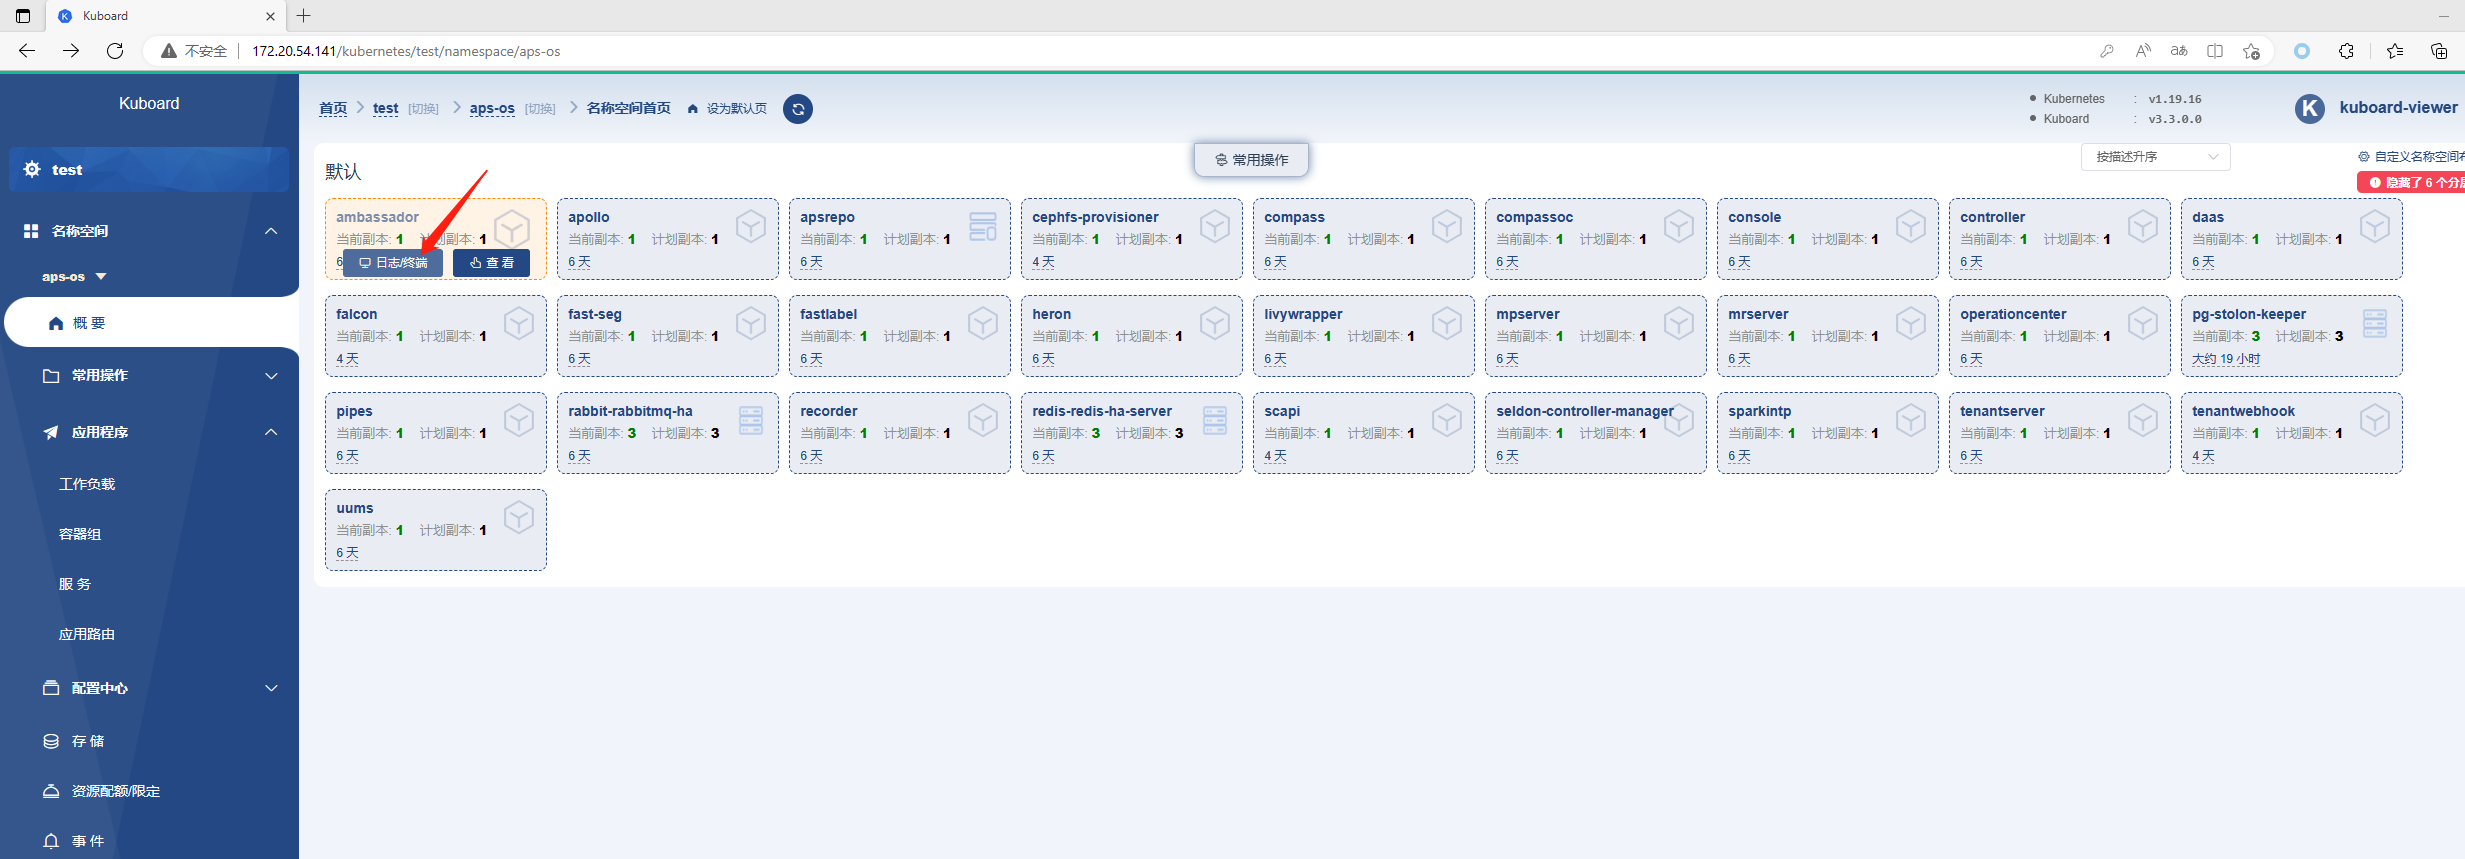 Kuboard
不安全 172.20.54.141/kubernetes/test/namespace/aps-os
Kuboard
首页 test [切换] aps-os [切换] 名称空间首页 设为默认页
Kubernetes : v1.19.16
Kuboard : v3.3.0.0
K kuboard-viewer
test
名称空间
aps-os
概 要
常用操作
应用程序
工作负载
容器组
服 务
应用路由
配置中心
存 储
资源配额/限定
事 件
默认
常用操作
按描述升序
自定义名称空间
隐藏了 6 个分
ambassador
当前副本: 1 计划副本: 1
6
日志/终端 查 看
apollo
当前副本: 1 计划副本: 1
6 天
apsrepo
当前副本: 1 计划副本: 1
6 天
cephfs-provisioner
当前副本: 1 计划副本: 1
4 天
compass
当前副本: 1 计划副本: 1
6 天
compassoc
当前副本: 1 计划副本: 1
6 天
console
当前副本: 1 计划副本: 1
6 天
controller
当前副本: 1 计划副本: 1
6 天
daas
当前副本: 1 计划副本: 1
6 天
falcon
当前副本: 1 计划副本: 1
4 天
fast-seg
当前副本: 1 计划副本: 1
6 天
fastlabel
当前副本: 1 计划副本: 1
6 天
heron
当前副本: 1 计划副本: 1
6 天
livywrapper
当前副本: 1 计划副本: 1
6 天
mpserver
当前副本: 1 计划副本: 1
6 天
mrserver
当前副本: 1 计划副本: 1
6 天
operationcenter
当前副本: 1 计划副本: 1
6 天
pg-stolon-keeper
当前副本: 3 计划副本: 3
大约 19 小时
pipes
当前副本: 1 计划副本: 1
6 天
rabbit-rabbitmq-ha
当前副本: 3 计划副本: 3
6 天
recorder
当前副本: 1 计划副本: 1
6 天
redis-redis-ha-server
当前副本: 3 计划副本: 3
6 天
scapi
当前副本: 1 计划副本: 1
4 天
seldon-controller-manager
当前副本: 1 计划副本: 1
6 天
sparkintp
当前副本: 1 计划副本: 1
6 天
tenantserver
当前副本: 1 计划副本: 1
6 天
tenantwebhook
当前副本: 1 计划副本: 1
4 天
uums
当前副本: 1 计划副本: 1
6 天